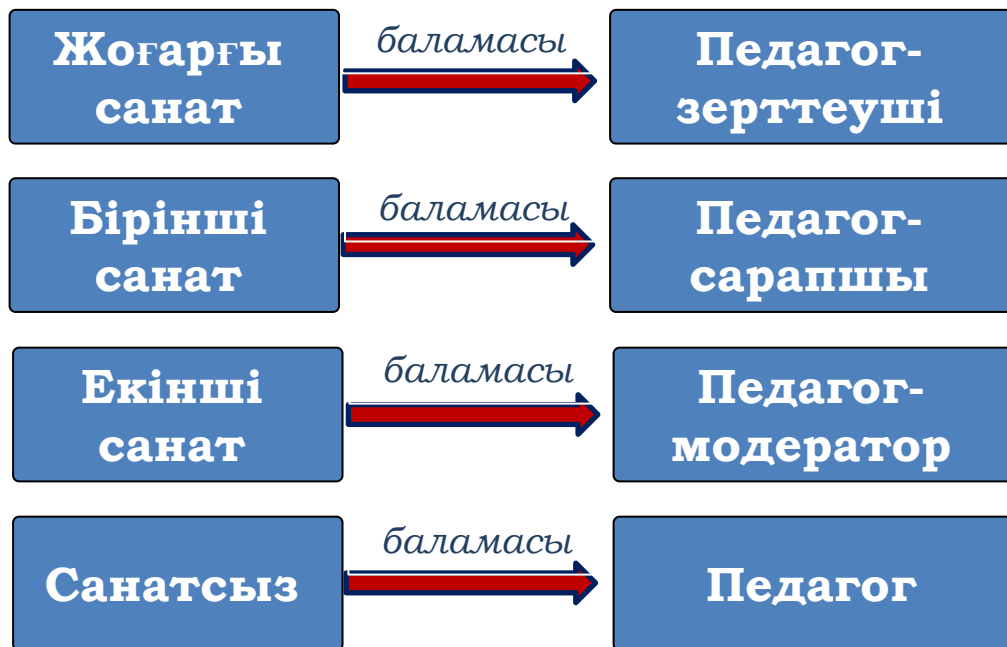 Жоғарғы
санат
баламасы
Педагог-
зерттеуші
Бірінші
санат
баламасы
Педагог-
сарапшы
Екінші
санат
баламасы
Педагог-
модератор
Санатсыз
баламасы
Педагог